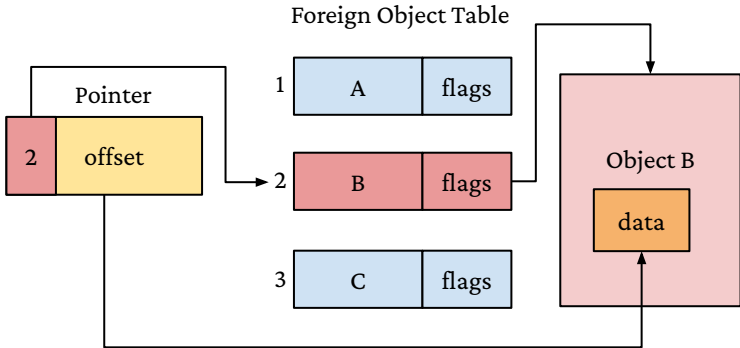 Foreign Object Table
Pointer
2 offset
1 A flags
2 B flags
3 C flags
Object B
data